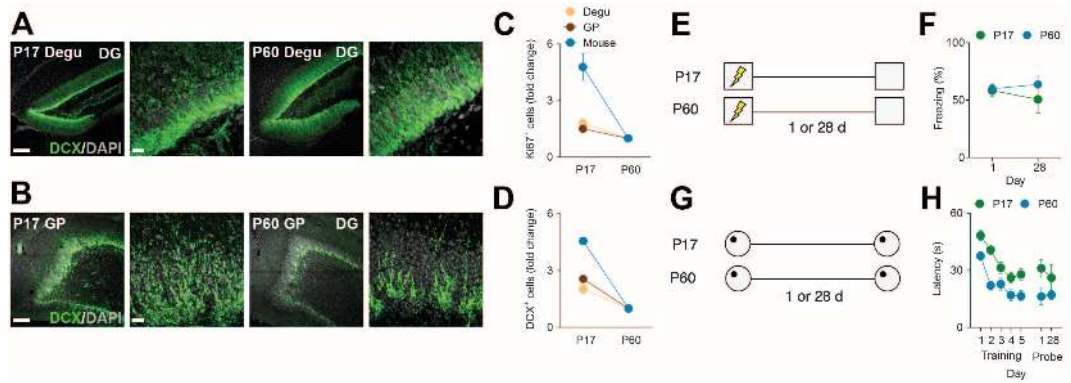 A
P17 Degu DG
P60 Degu DG
DCX/DAPI
B
P17 GP
P60 GP DG
DCX/DAPI
C
Degu
GP
Mouse
Ki67+ cells (fold change)
6
3
0
P17 P60
D
DCX+ cells (fold change)
6
4
2
0
P17 P60
E
P17
P60
1 or 28 d
F
P17 P60
Freezing (%)
100
50
0
1 28
Day
G
P17
P60
1 or 28 d
H
P17 P60
Latency (s)
60
30
0
1 2 3 4 5 1 28
Training Probe
Day